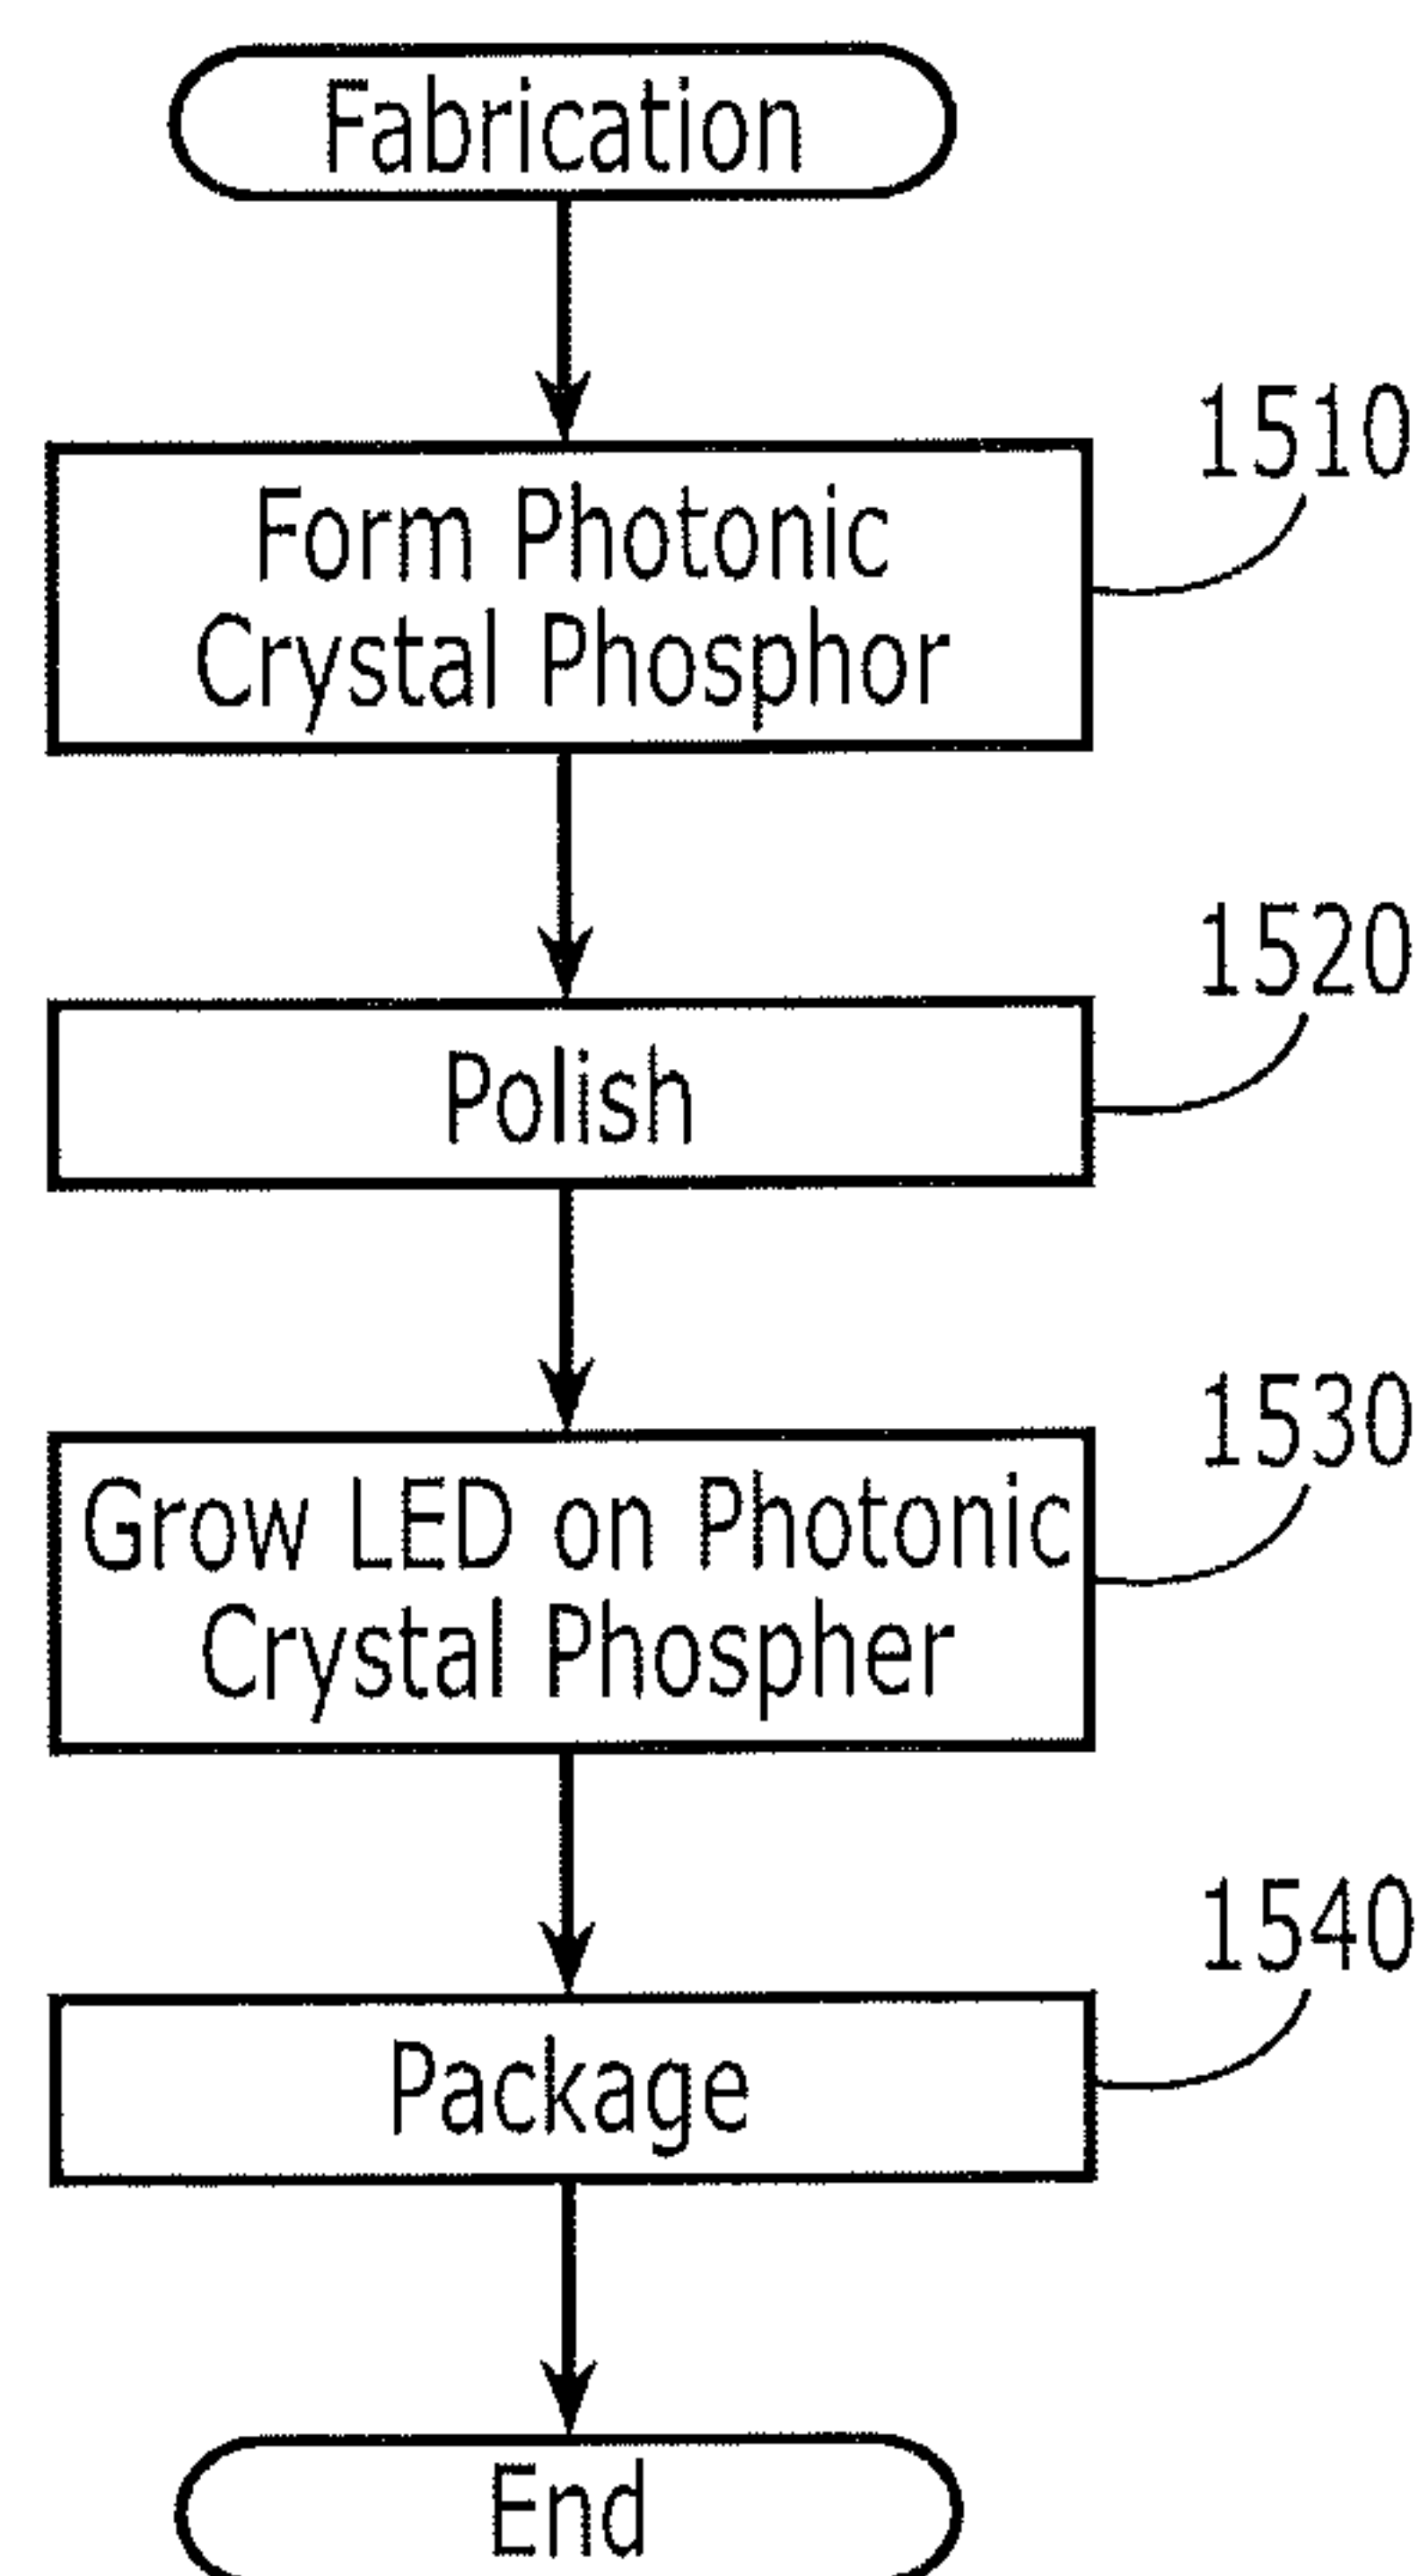 Fabrication
1510
Form Photonic
Crystal Phosphor
1520
Polish
1530
Grow LED on Photonic
Crystal Phospher
1540
Package
End